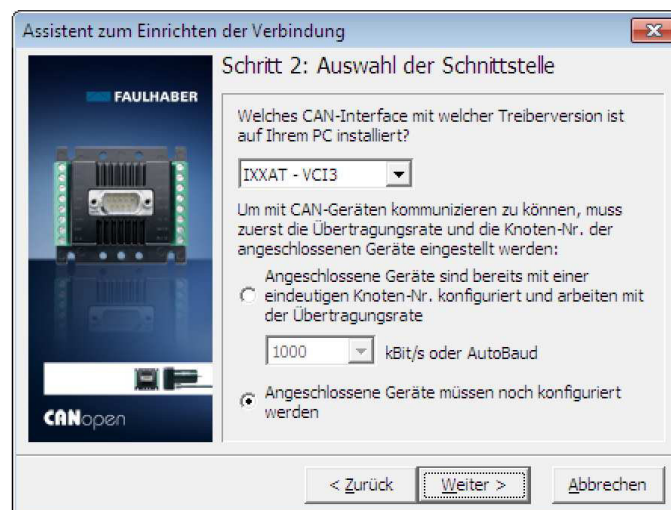 Assistent zum Einrichten der Verbindung
FAULHABER
CANopen
Schritt 2: Auswahl der Schnittstelle
Welches CAN-Interface mit welcher Treiberversion ist
auf Ihrem PC installiert?
IXXAT - VCI3
Um mit CAN-Geräten kommunizieren zu können, muss
zuerst die Übertragungsrate und die Knoten-Nr. der
angeschlossenen Geräte eingestellt werden:
Angeschlossene Geräte sind bereits mit einer
eindeutigen Knoten-Nr. konfiguriert und arbeiten mit
der Übertragungsrate
1000 kBit/s oder AutoBaud
Angeschlossene Geräte müssen noch konfiguriert
werden
< Zurück Weiter > Abbrechen